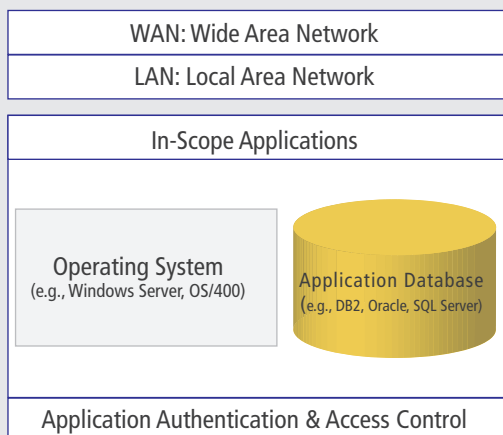 WAN: Wide Area Network
LAN: Local Area Network
In-Scope Applications
Operating System
(e.g., Windows Server, OS/400)
Application Database
(e.g., DB2, Oracle, SQL Server)
Application Authentication & Access Control